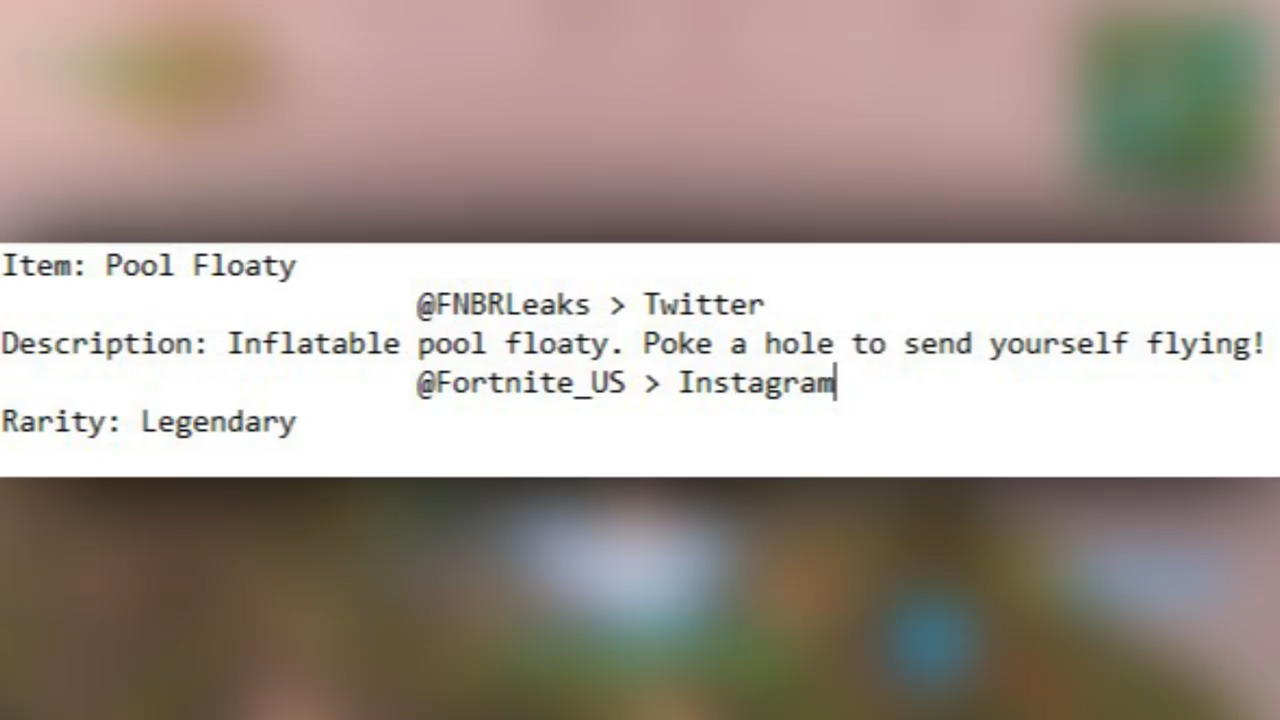 Item: Pool Floaty
@FNBRLeaks > Twitter
Description: Inflatable pool floaty. Poke a hole to send yourself flying!
@Fortnite_US > Instagram
Rarity: Legendary